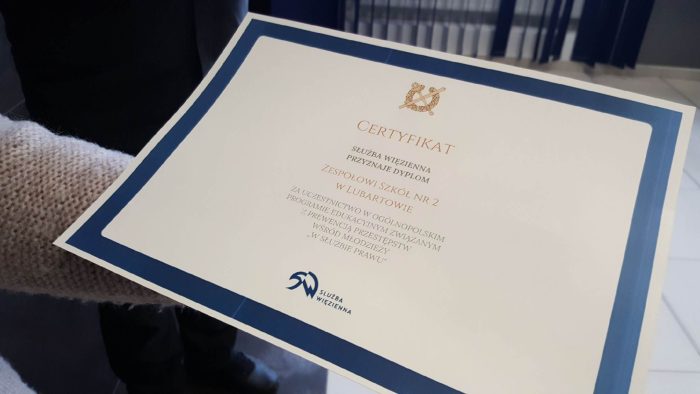 CERTYFIKAT
SŁUŻBA WIĘZIENNA
PRZYZNAJE DYPLOM
ZESPOŁOWI SZKÓŁ NR 2
W LUBARTOWIE
ZA UCZESTNICTWO W OGÓLNOPOLSKIM
PROGRAMIE EDUKACYJNYM ZWIĄZANYM
Z PREWENCJĄ PRZESTĘPSTW
WŚRÓD MŁODZIEŻY
„W SŁUŻBIE PRAWU”
SW SŁUŻBA
WIĘZIENNA